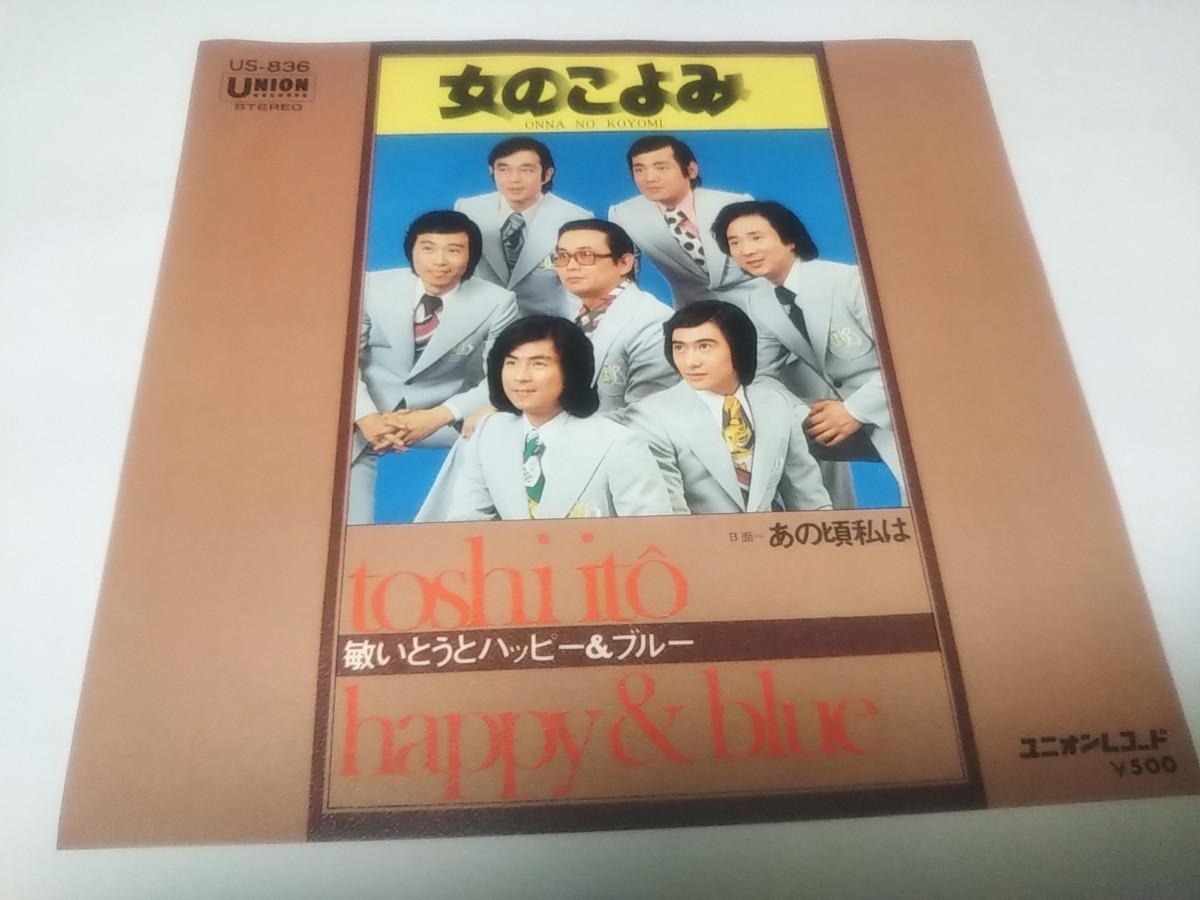 US-836
UNION
RECORDS
STEREO
女のこよみ
ONNA NO KOYOMI
B面— あの頃私は
toshi itô
敏いとうとハッピー&ブルー
happy & blue
ユニオンレコード
¥500